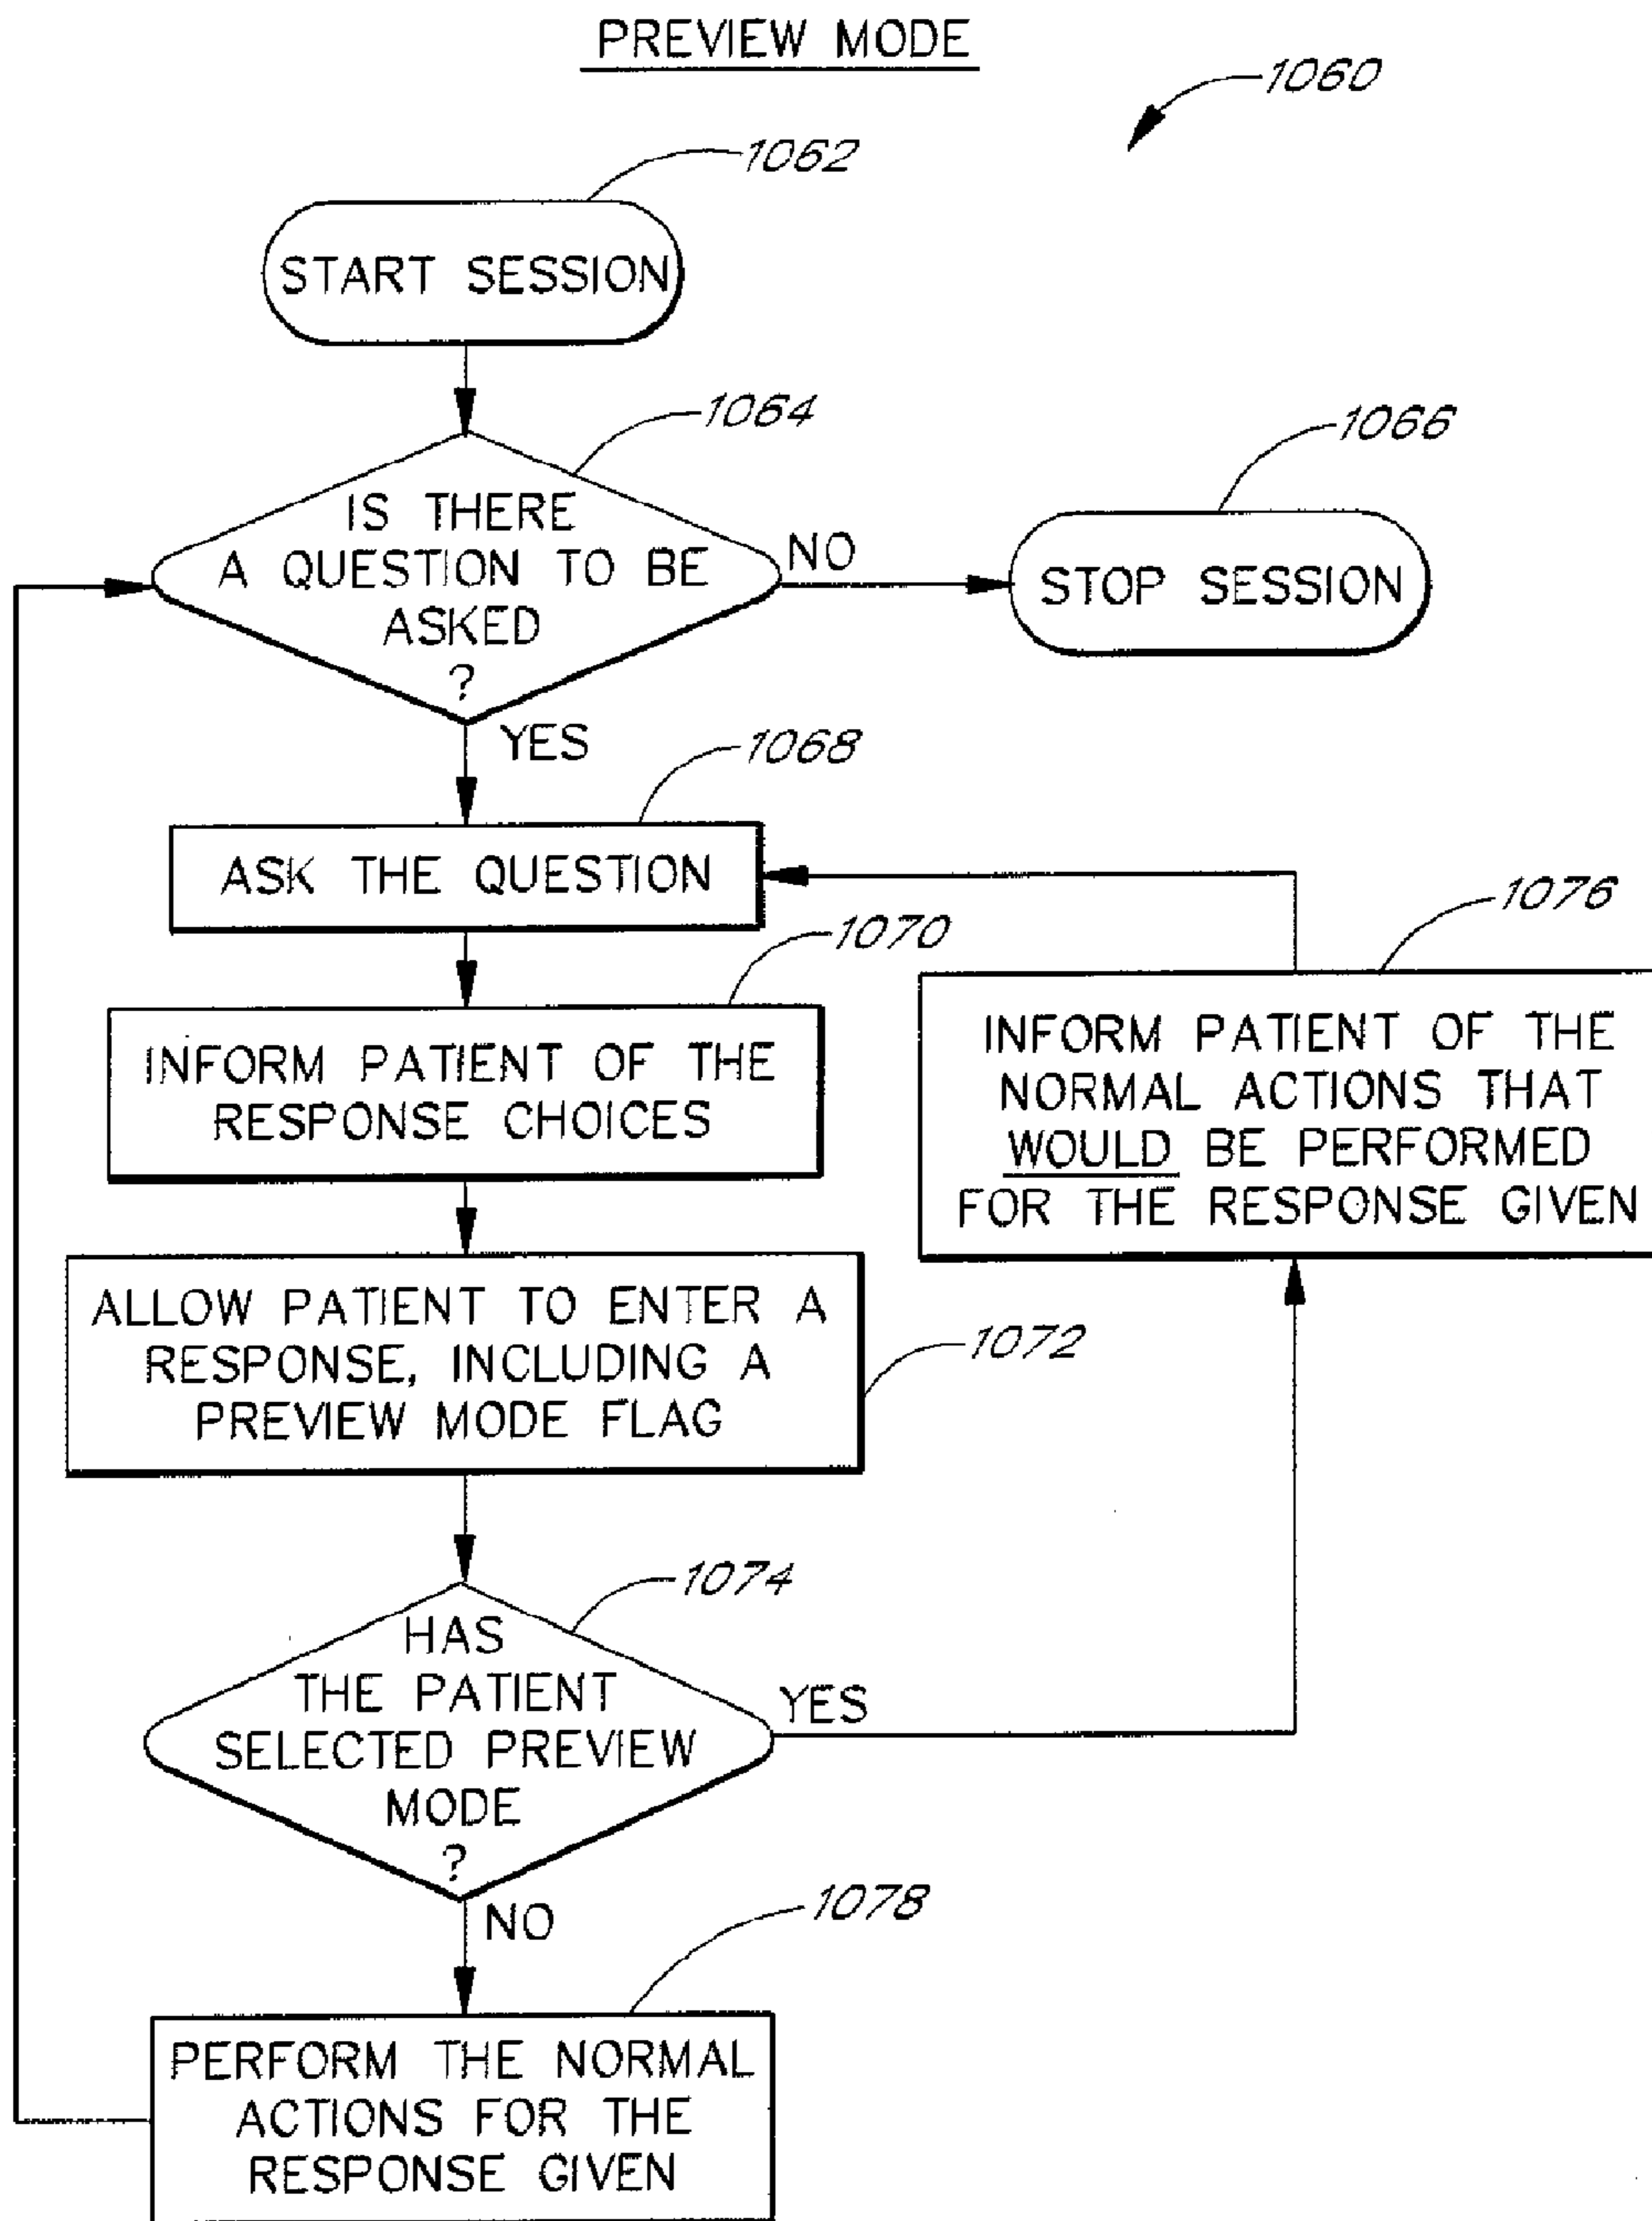 PREVIEW MODE
1060
1062
START SESSION
1064
IS THERE
A QUESTION TO BE
ASKED
?
NO
1066
STOP SESSION
YES
1068
ASK THE QUESTION
1070
INFORM PATIENT OF THE
RESPONSE CHOICES
1076
INFORM PATIENT OF THE
NORMAL ACTIONS THAT
WOULD BE PERFORMED
FOR THE RESPONSE GIVEN
ALLOW PATIENT TO ENTER A
RESPONSE, INCLUDING A
PREVIEW MODE FLAG
1072
1074
HAS
THE PATIENT
SELECTED PREVIEW
MODE
?
YES
NO
1078
PERFORM THE NORMAL
ACTIONS FOR THE
RESPONSE GIVEN